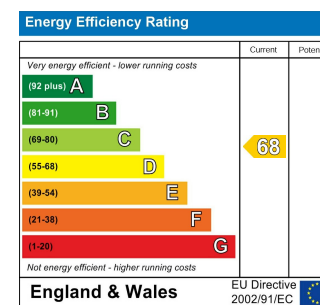 Energy Efficiency Rating
Current Poten
Very energy efficient - lower running costs
(92 plus) A
(81-91) B
(69-80) C
(55-68) D
(39-54) E
(21-38) F
(1-20) G
68
Not energy efficient - higher running costs
England & Wales
EU Directive
2002/91/EC